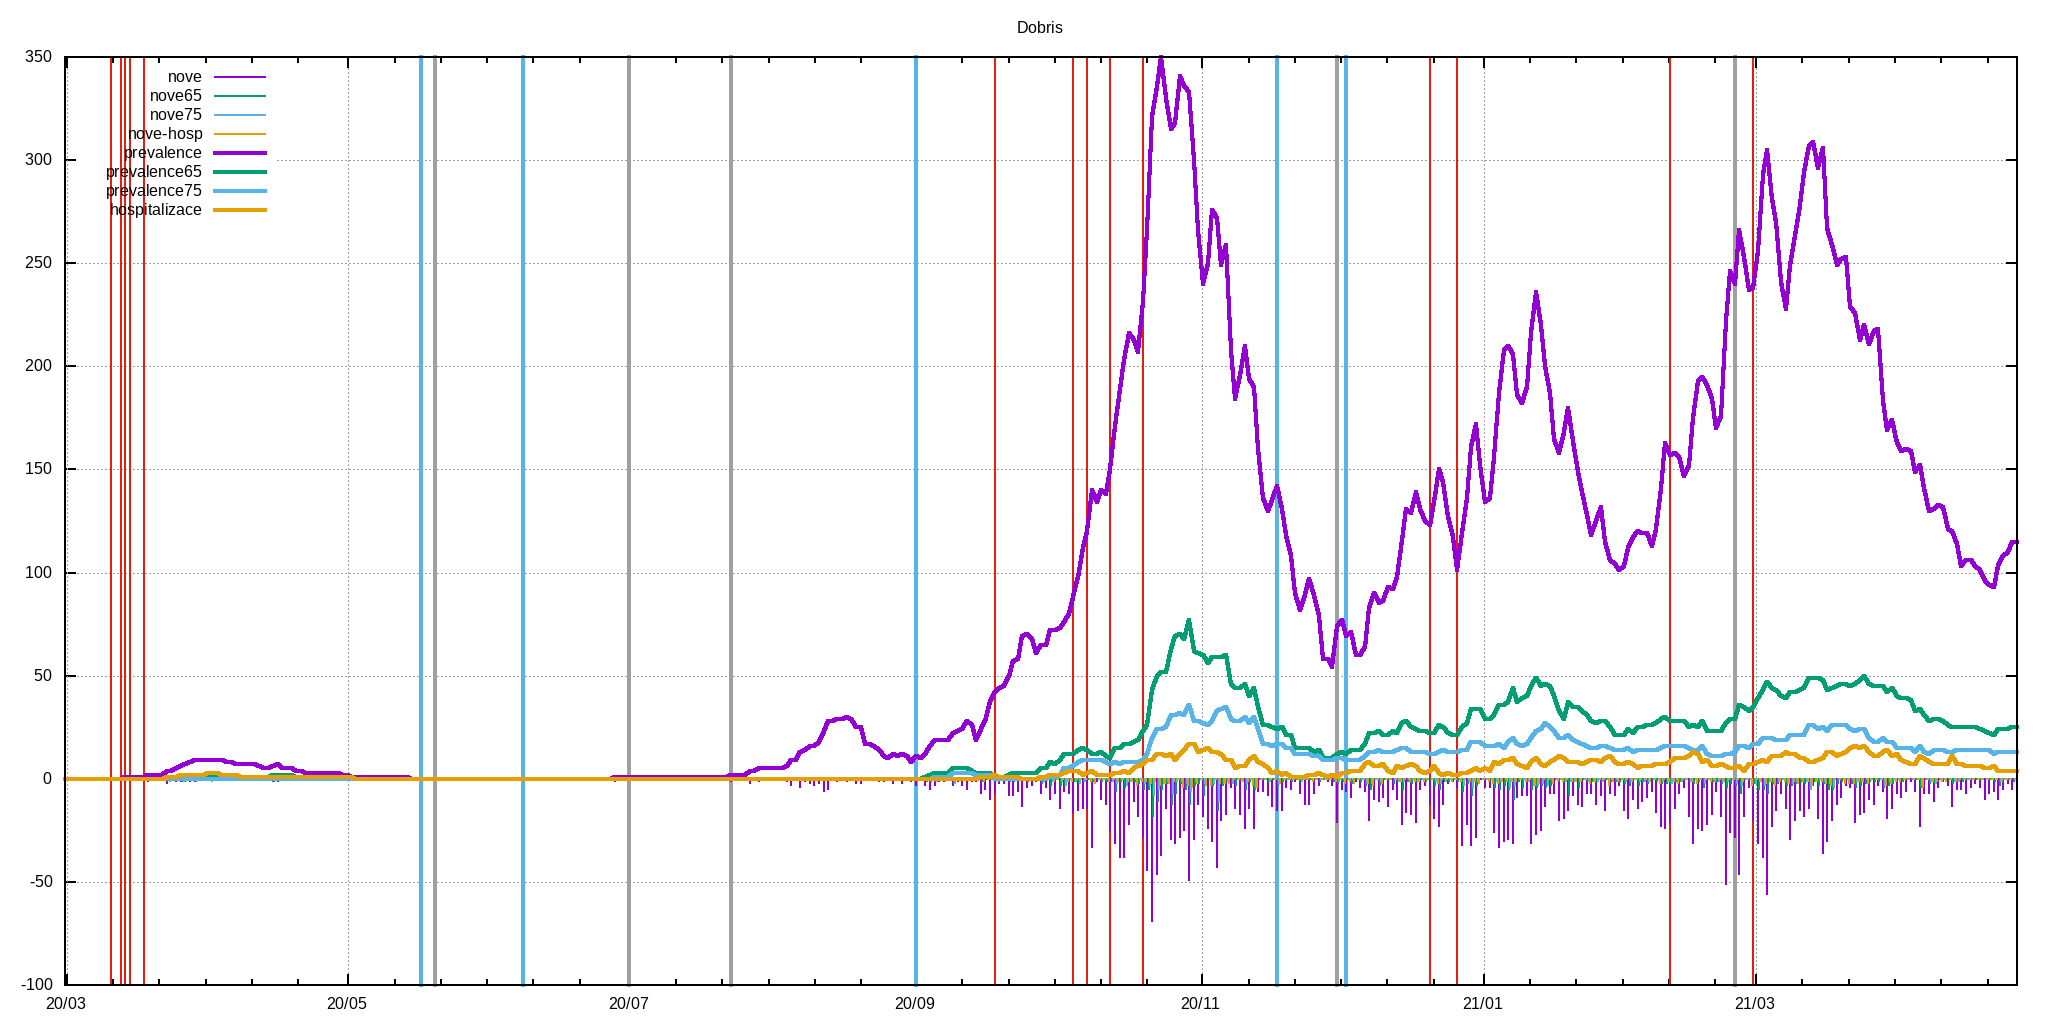 Dobris
350
300
250
200
150
100
50
0
-50
-100
nove
nove65
nove75
nove-hosp
prevalence
prevalence65
prevalence75
hospitalizace
20/03
20/05
20/07
20/09
20/11
21/01
21/03